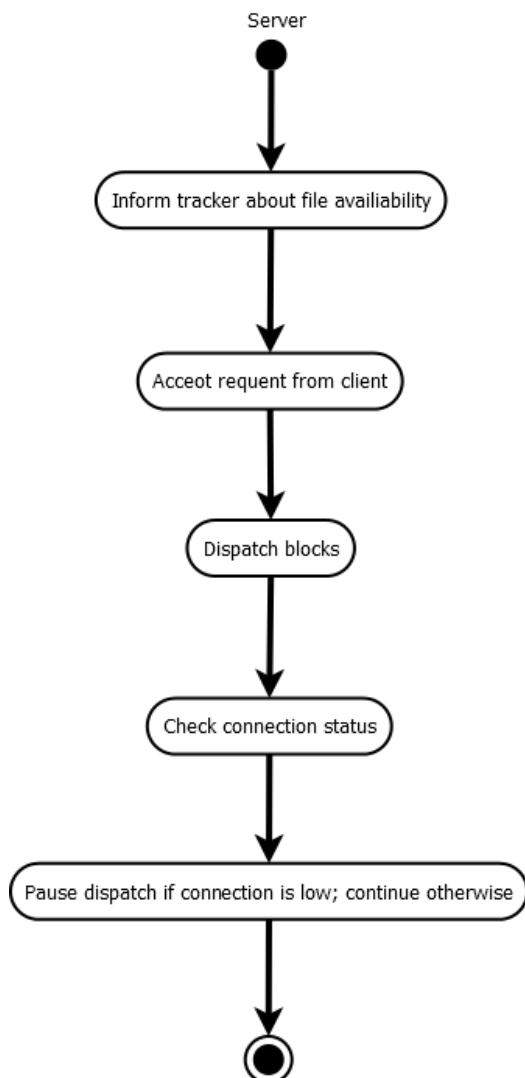 Server
Inform tracker about file availiability
Acceot requent from client
Dispatch blocks
Check connection status
Pause dispatch if connection is low; continue otherwise